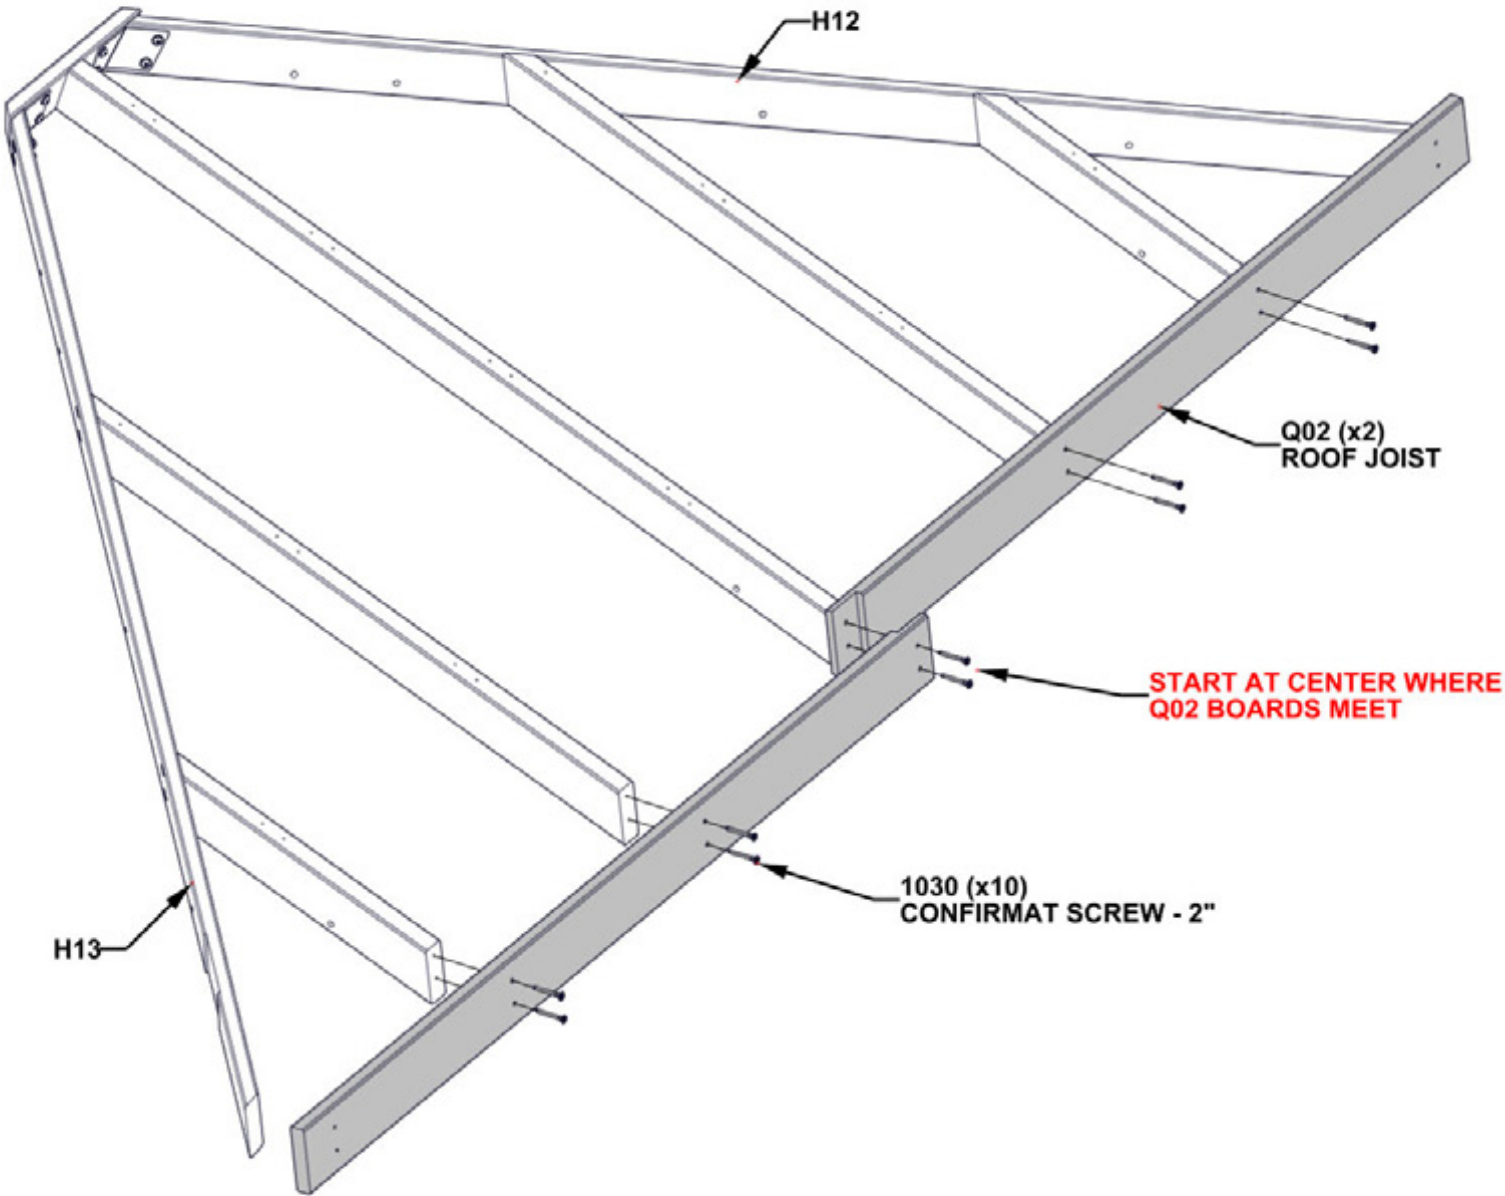 H12
Q02 (x2)
ROOF JOIST
START AT CENTER WHERE
Q02 BOARDS MEET
1030 (x10)
CONFIRMAT SCREW - 2"
H13